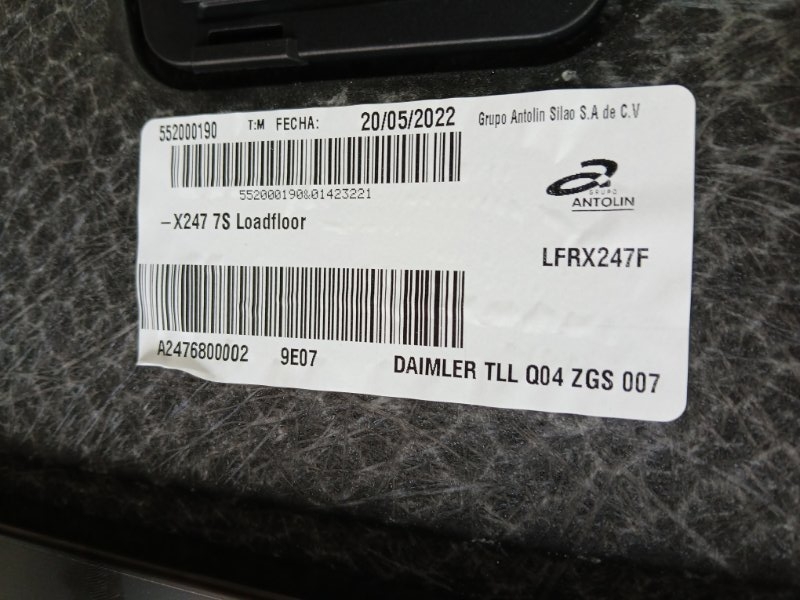 552000190 T:M FECHA: 20/05/2022 Grupo Antolin Silao S.A de C.V
552000190&01423221
GRUPO
ANTOLIN
–X247 7S Loadfloor
LFRX247F
A2476800002 9E07 DAIMLER TLL Q04 ZGS 007